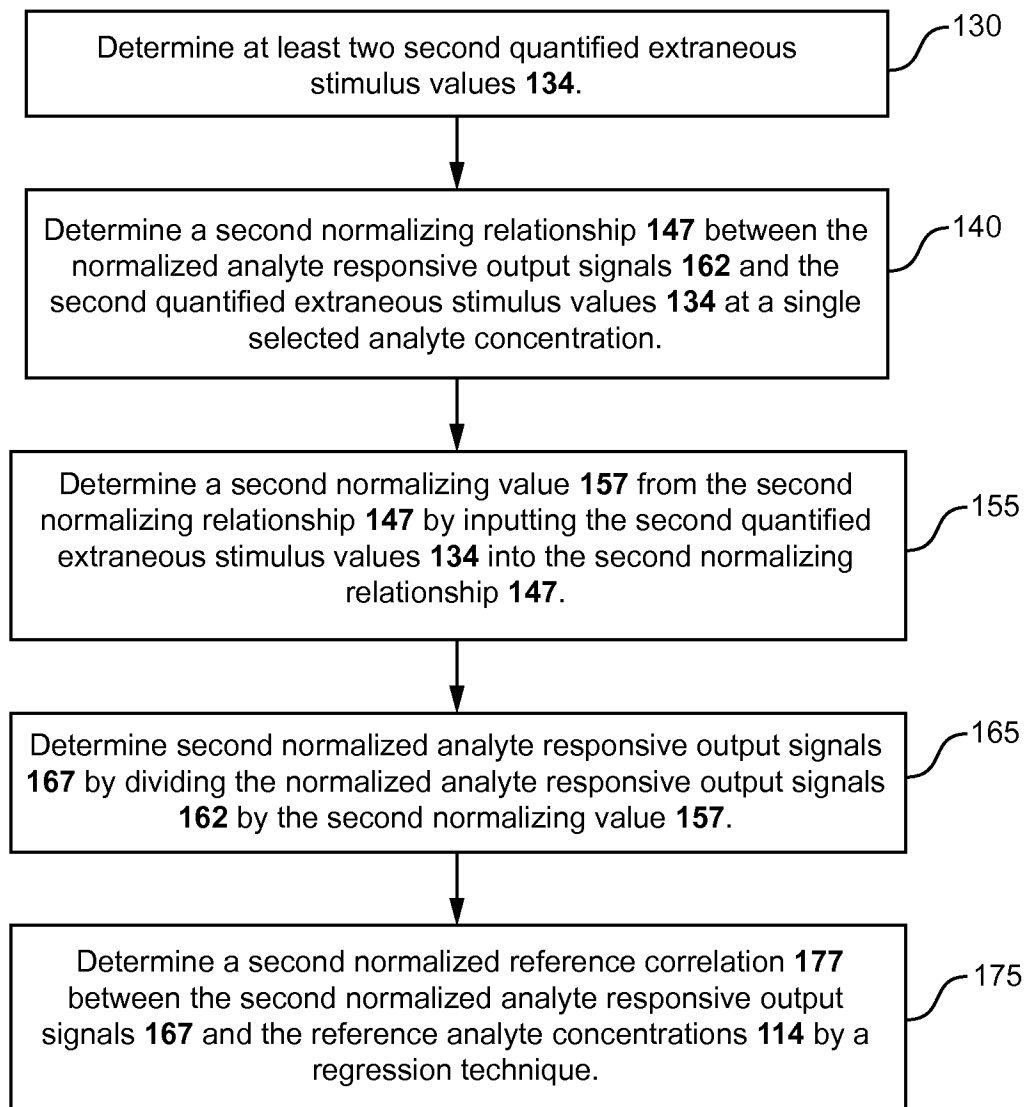 Determine at least two second quantified extraneous
stimulus values 134.
130
Determine a second normalizing relationship 147 between the
normalized analyte responsive output signals 162 and the
second quantified extraneous stimulus values 134 at a single
selected analyte concentration.
140
Determine a second normalizing value 157 from the second
normalizing relationship 147 by inputting the second quantified
extraneous stimulus values 134 into the second normalizing
relationship 147.
155
Determine second normalized analyte responsive output signals
167 by dividing the normalized analyte responsive output signals
162 by the second normalizing value 157.
165
Determine a second normalized reference correlation 177
between the second normalized analyte responsive output
signals 167 and the reference analyte concentrations 114 by a
regression technique.
175